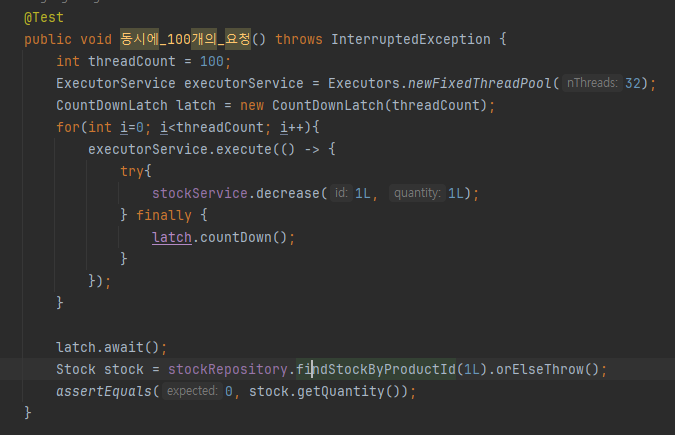 @Test
public void 동시에_100개의_요청() throws InterruptedException {
    int threadCount = 100;
    ExecutorService executorService = Executors.newFixedThreadPool( nThreads: 32);
    CountDownLatch latch = new CountDownLatch(threadCount);
    for(int i=0; i<threadCount; i++){
        executorService.execute(() -> {
            try{
                stockService.decrease( id: 1L, quantity: 1L);
            } finally {
                latch.countDown();
            }
        });
    }
    latch.await();
    Stock stock = stockRepository.findStockByProductId(1L).orElseThrow();
    assertEquals( expected: 0, stock.getQuantity());
}